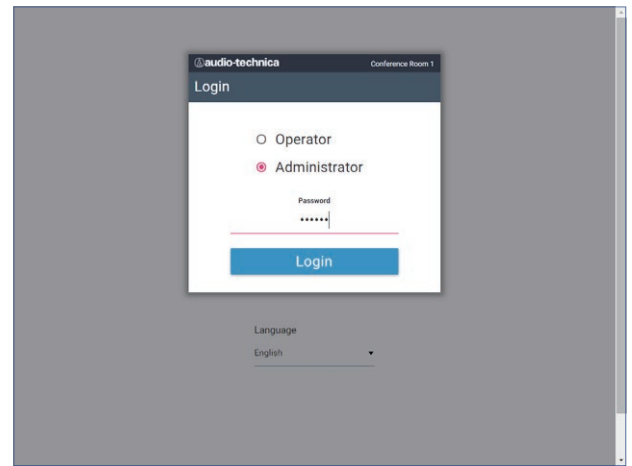 audio-technica
Conference Room 1
Login
Operator
Administrator
Password
••••••
Login
Language
English